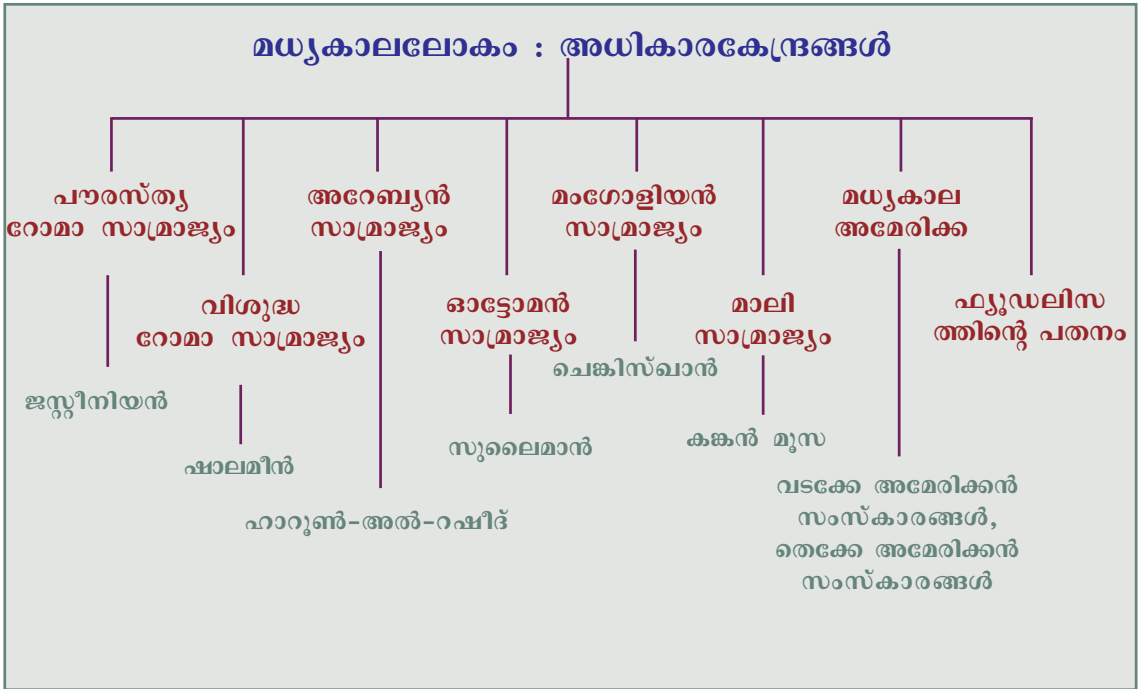 മധ്യകാലലോകം : അധികാരകേന്ദ്രങ്ങൾ
പൗരസ്ത്യ
റോമാ സാമ്രാജ്യം
ജസ്റ്റീനിയൻ
വിശുദ്ധ
റോമാ സാമ്രാജ്യം
ഷാലമീൻ
അറേബ്യൻ
സാമ്രാജ്യം
ഹാറൂൺ-അൽ-റഷീദ്
ഓട്ടോമൻ
സാമ്രാജ്യം
സുലൈമാൻ
മംഗോളിയൻ
സാമ്രാജ്യം
ചെങ്കിസ്ഖാൻ
മാലി
സാമ്രാജ്യം
കങ്കൻ മൂസ
മധ്യകാല
അമേരിക്ക
വടക്കേ അമേരിക്കൻ
സംസ്കാരങ്ങൾ,
തെക്കേ അമേരിക്കൻ
സംസ്കാരങ്ങൾ
ഫ്യൂഡലിസ
ത്തിന്റെ പതനം